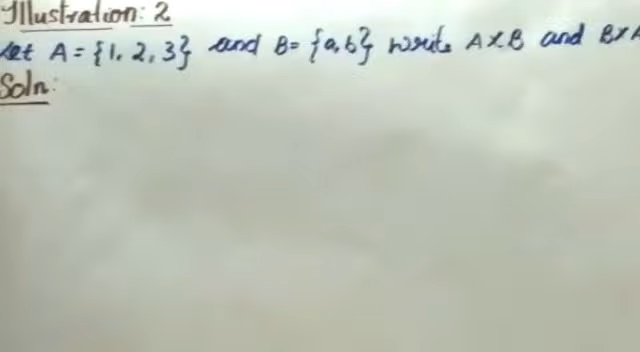 Illustration: 2
Let A = {1, 2, 3} and B = {a, b} write A x B and B x A
Soln: